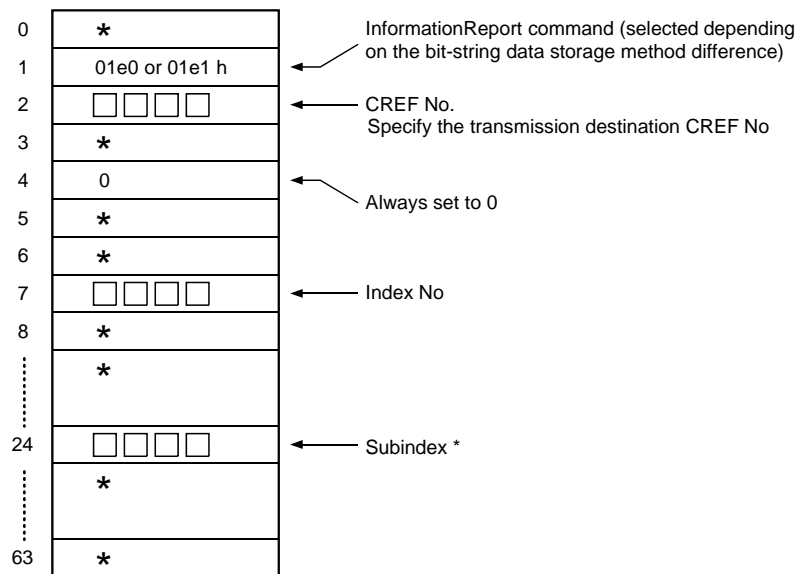 0 *
InformationReport command (selected depending
on the bit-string data storage method difference)
1 01e0 or 01e1 h
2 □□□□ CREF No.
Specify the transmission destination CREF No
3 *
4 0
Always set to 0
5 *
6 *
7 □□□□ Index No
8 *
*
24 □□□□ Subindex *
*
63 *